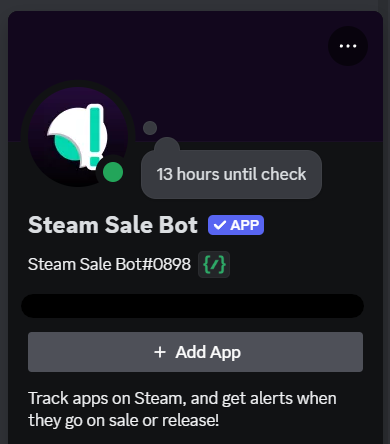 13 hours until check
Steam Sale Bot ✓ APP
Steam Sale Bot#0898 {/}
+ Add App
Track apps on Steam, and get alerts when
they go on sale or release!